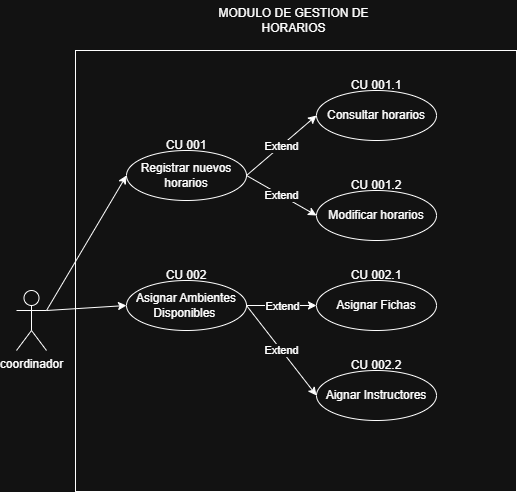 MODULO DE GESTION DE
HORARIOS
CU 001.1
Consultar horarios
CU 001
Extend
Registrar nuevos
horarios
CU 001.2
Extend
Modificar horarios
CU 002
CU 002.1
Asignar Ambientes
Disponibles
Extend
Asignar Fichas
Extend
coordinador
CU 002.2
Aignar Instructores